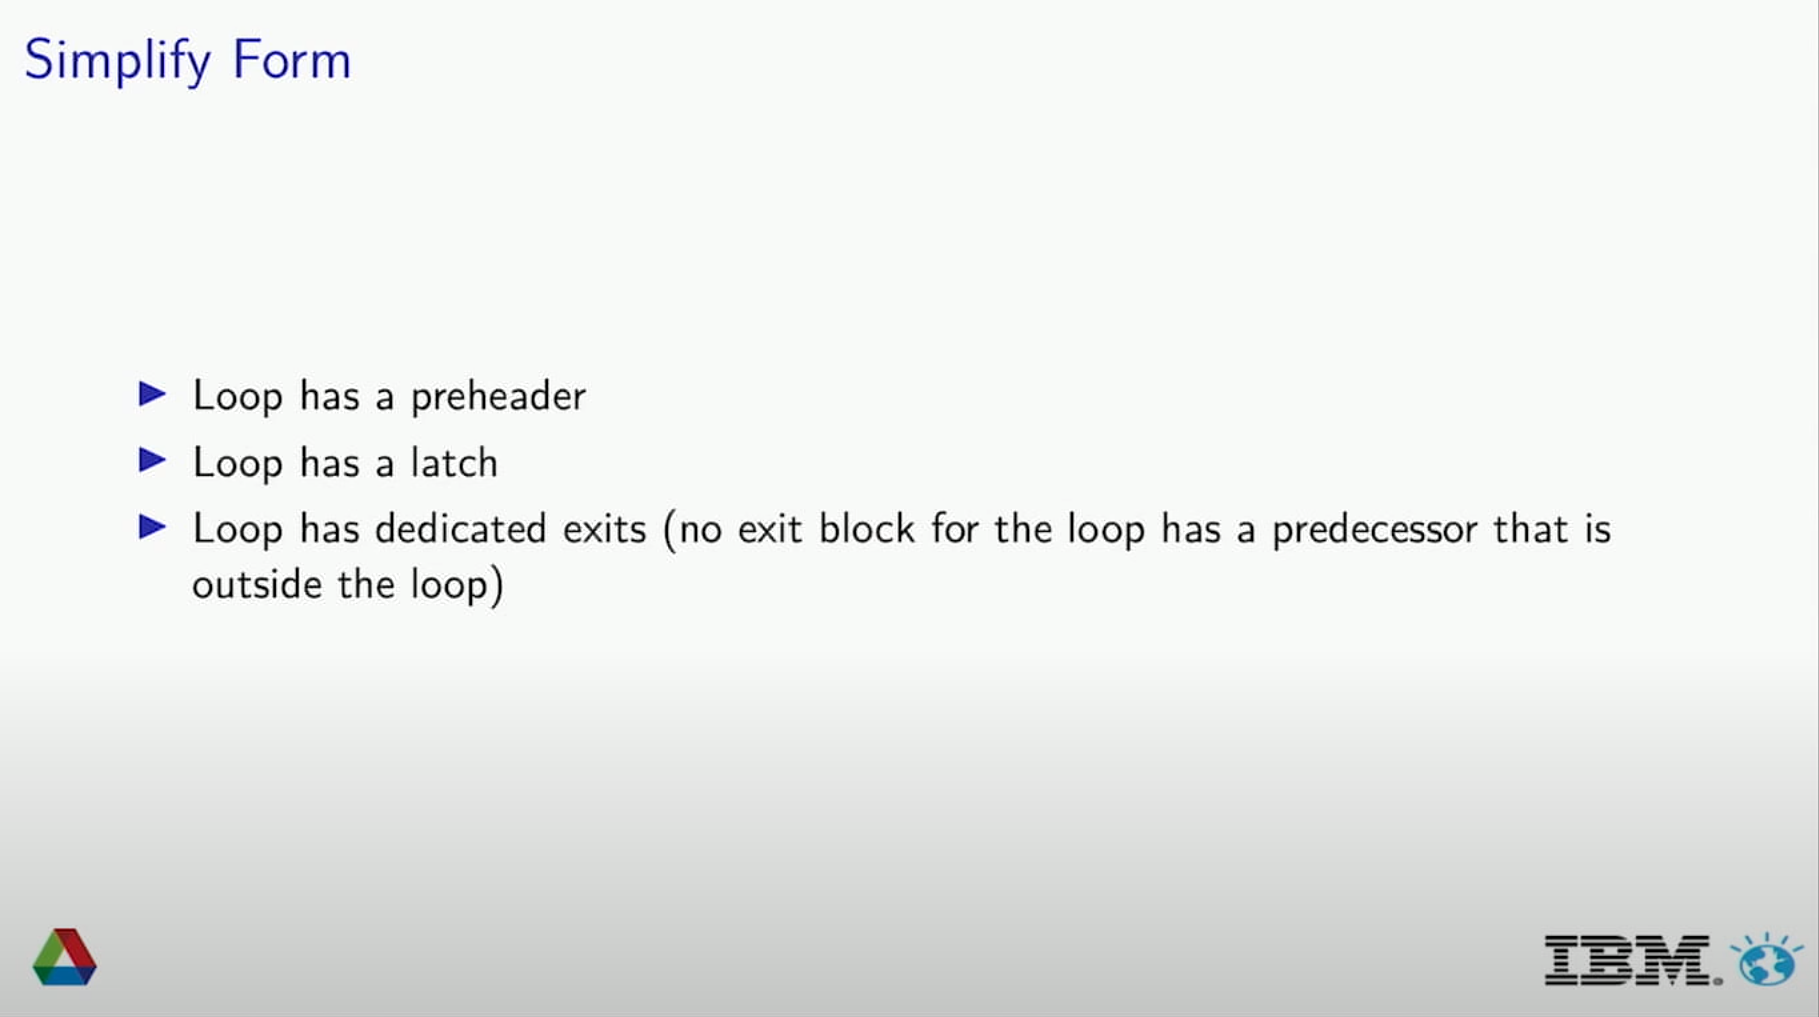 Simplify Form
Loop has a preheader
Loop has a latch
Loop has dedicated exits (no exit block for the loop has a predecessor that is
outside the loop)
IBM.